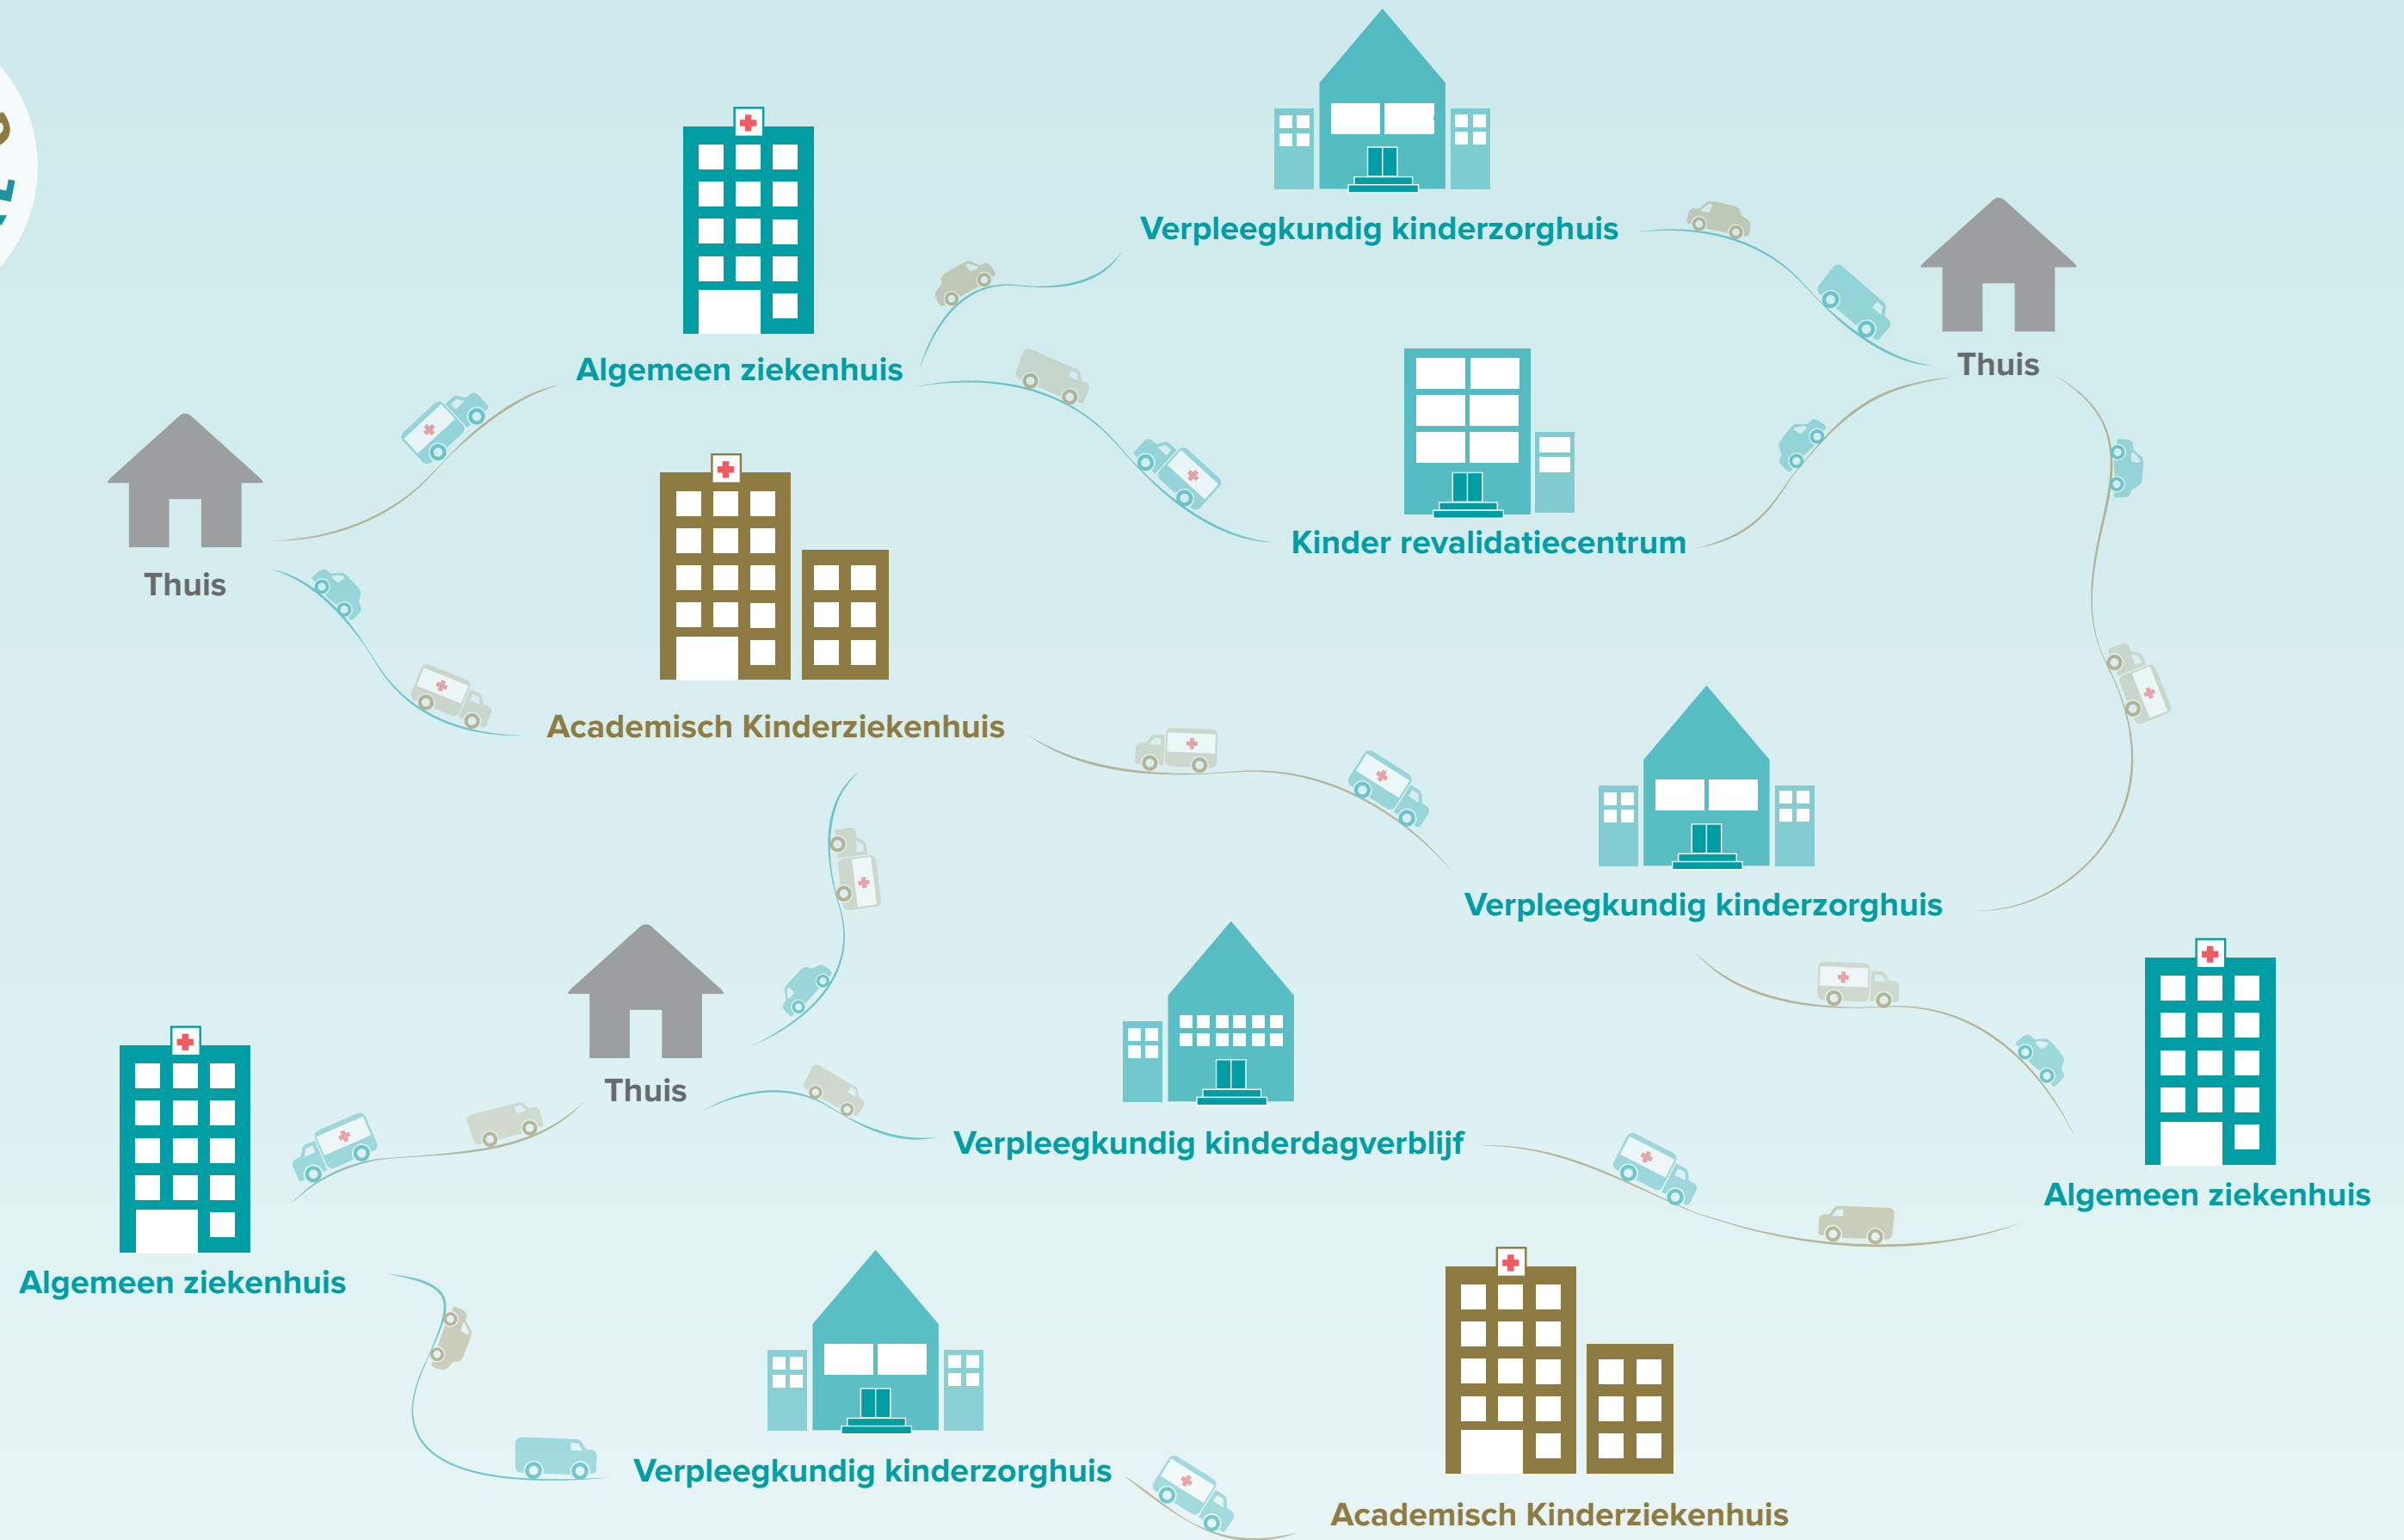 Verpleegkundig kinderzorghuis
Algemeen ziekenhuis
Thuis
Kinder revalidatiecentrum
Thuis
Academisch Kinderziekenhuis
Verpleegkundig kinderzorghuis
Thuis
Verpleegkundig kinderdagverblijf
Algemeen ziekenhuis
Algemeen ziekenhuis
Verpleegkundig kinderzorghuis
Academisch Kinderziekenhuis